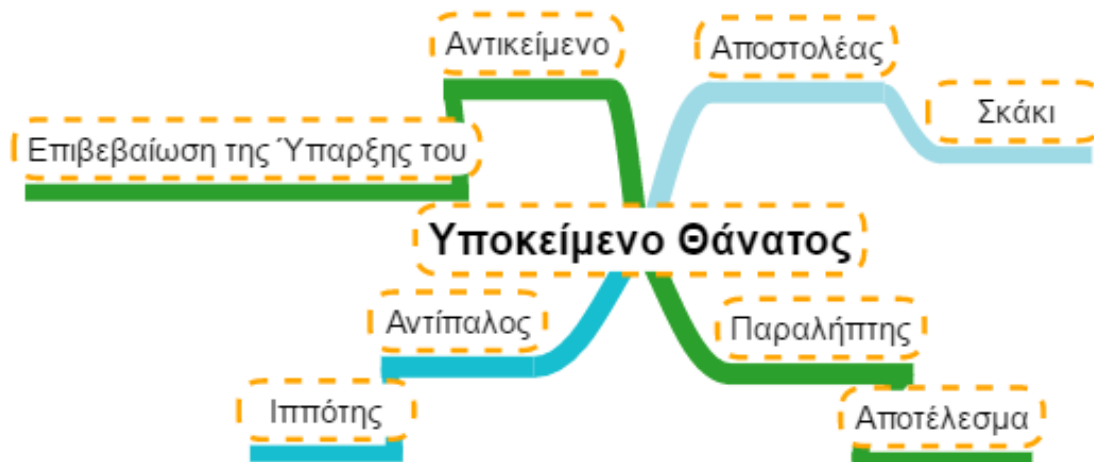 Αντικείμενο
Αποστολέας
Σκάκι
Επιβεβαίωση της Ύπαρξης του
Υποκείμενο Θάνατος
Αντίπαλος
Παραλήπτης
Ιππότης
Αποτέλεσμα